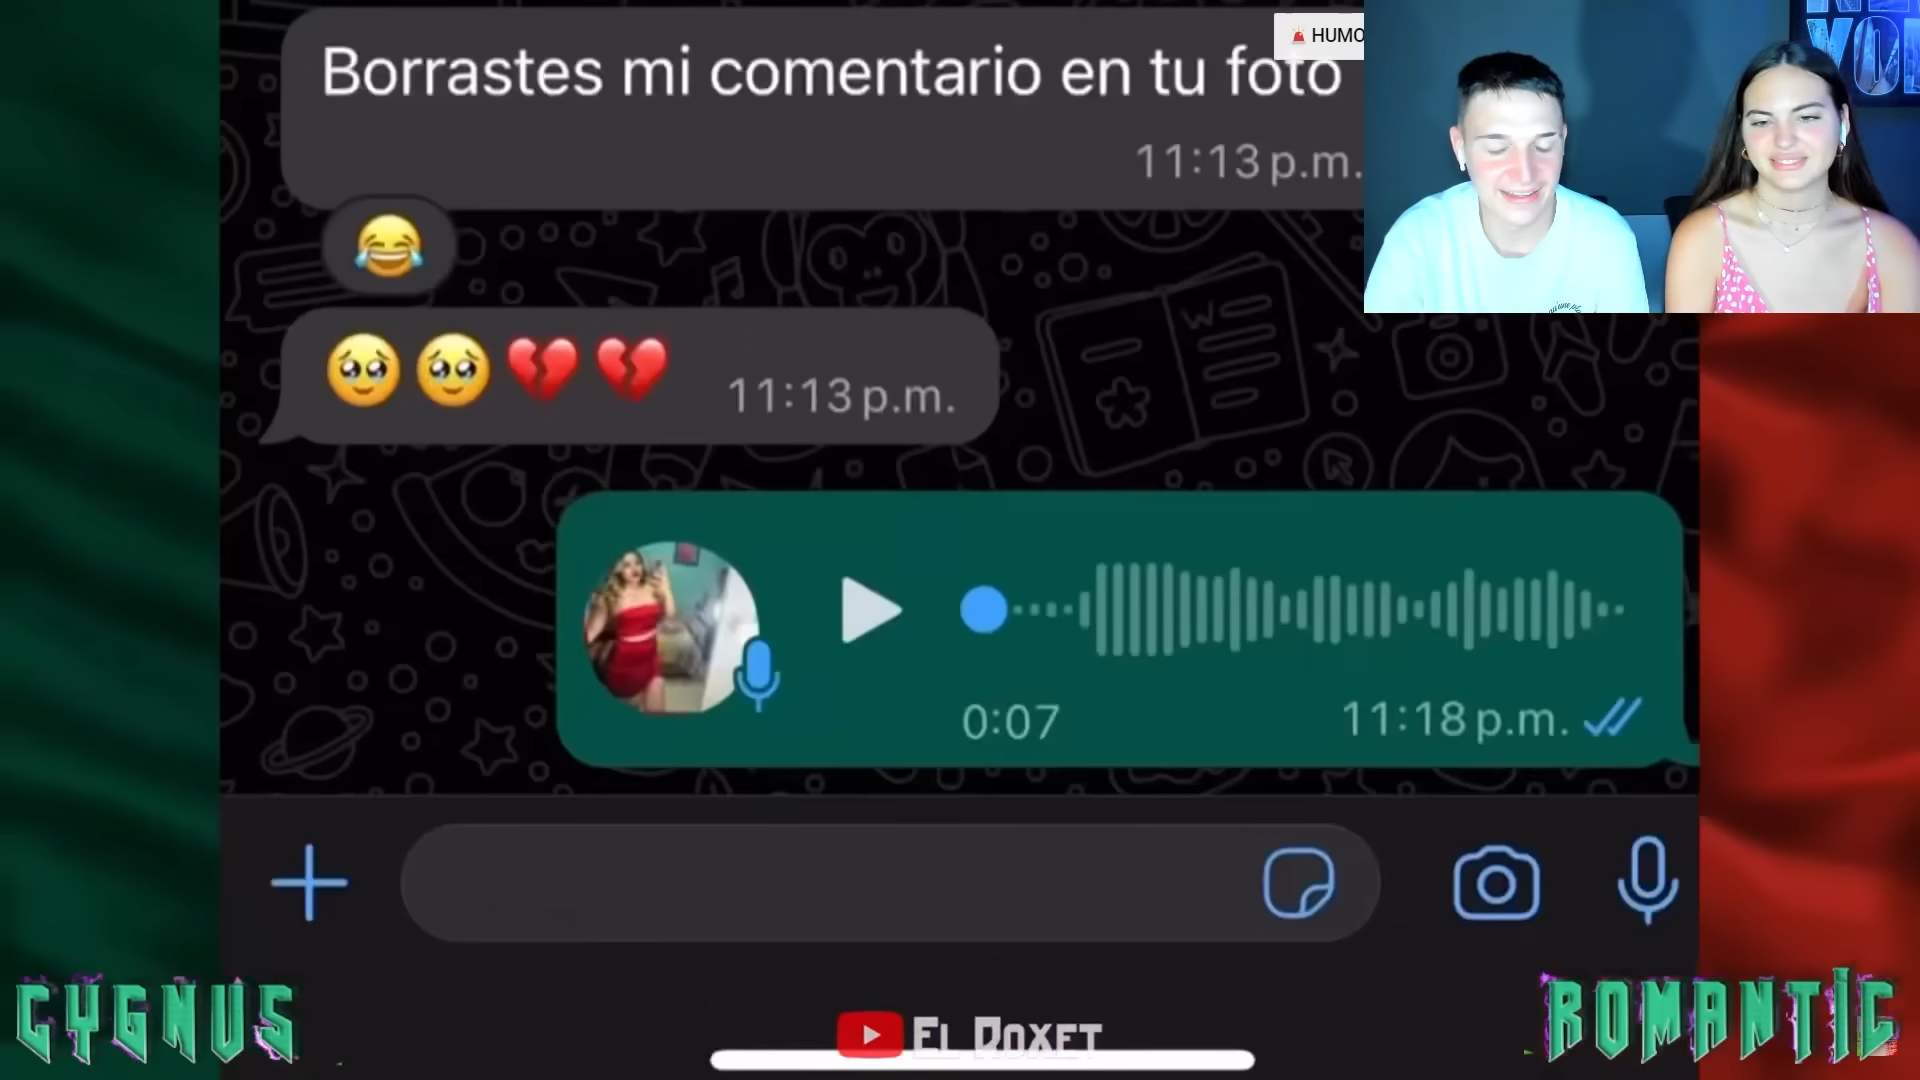 Borrastes mi comentario en tu foto
11:13 p.m.
HUMO
11:13 p.m.
0:07
11:18 p.m.
CYGNUS
EL ROXET
ROMANTIC